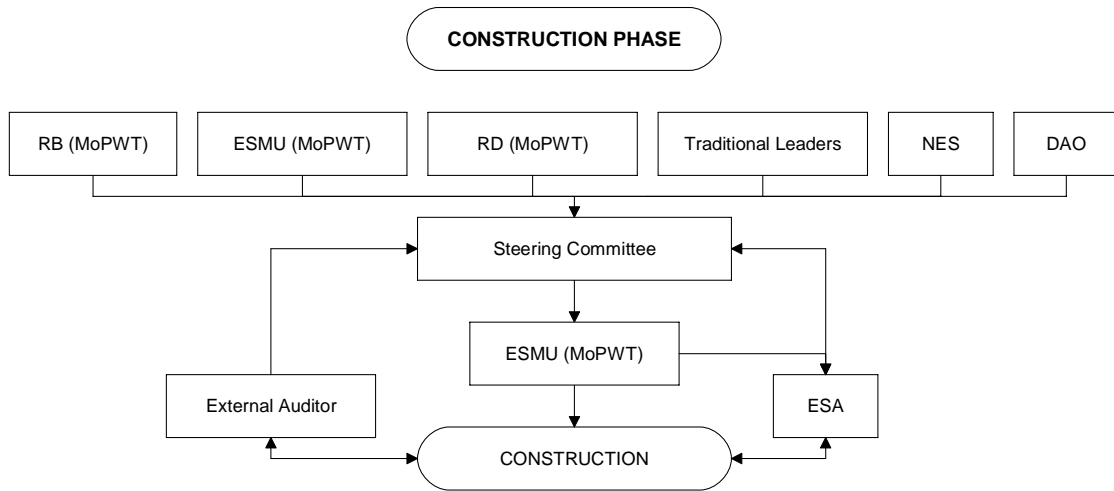 CONSTRUCTION PHASE
RB (MoPWT)
ESMU (MoPWT)
RD (MoPWT)
Traditional Leaders
NES
DAO
Steering Committee
ESMU (MoPWT)
External Auditor
ESA
CONSTRUCTION